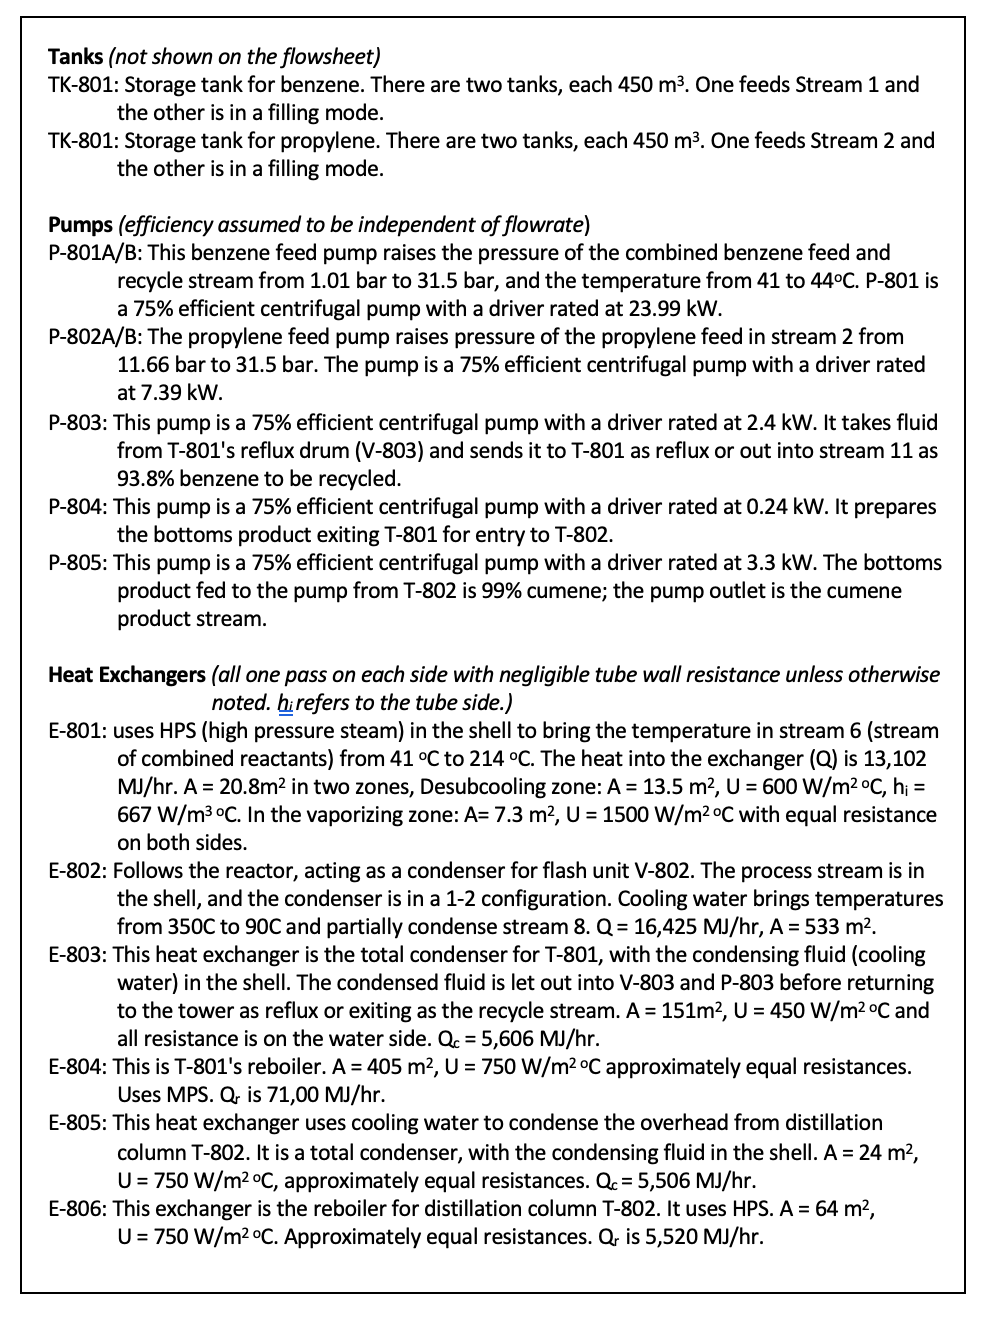 Tanks (not shown on the flowsheet)
TK-801: Storage tank for benzene. There are two tanks, each 450 m³. One feeds Stream 1 and
the other is in a filling mode.
TK-801: Storage tank for propylene. There are two tanks, each 450 m³. One feeds Stream 2 and
the other is in a filling mode.
Pumps (efficiency assumed to be independent of flowrate)
P-801A/B: This benzene feed pump raises the pressure of the combined benzene feed and
recycle stream from 1.01 bar to 31.5 bar, and the temperature from 41 to 44ºC. P-801 is
a 75% efficient centrifugal pump with a driver rated at 23.99 kW.
P-802A/B: The propylene feed pump raises pressure of the propylene feed in stream 2 from
11.66 bar to 31.5 bar. The pump is a 75% efficient centrifugal pump with a driver rated
at 7.39 kW.
P-803: This pump is a 75% efficient centrifugal pump with a driver rated at 2.4 kW. It takes fluid
from T-801's reflux drum (V-803) and sends it to T-801 as reflux or out into stream 11 as
93.8% benzene to be recycled.
P-804: This pump is a 75% efficient centrifugal pump with a driver rated at 0.24 kW. It prepares
the bottoms product exiting T-801 for entry to T-802.
P-805: This pump is a 75% efficient centrifugal pump with a driver rated at 3.3 kW. The bottoms
product fed to the pump from T-802 is 99% cumene; the pump outlet is the cumene
product stream.
Heat Exchangers (all one pass on each side with negligible tube wall resistance unless otherwise
noted. hi refers to the tube side.)
E-801: uses HPS (high pressure steam) in the shell to bring the temperature in stream 6 (stream
of combined reactants) from 41 ºC to 214 ºC. The heat into the exchanger (Q) is 13,102
MJ/hr. A = 20.8m² in two zones, Desubcooling zone: A = 13.5 m², U = 600 W/m² ºC, hi =
667 W/m³ ºC. In the vaporizing zone: A= 7.3 m², U = 1500 W/m² ºC with equal resistance
on both sides.
E-802: Follows the reactor, acting as a condenser for flash unit V-802. The process stream is in
the shell, and the condenser is in a 1-2 configuration. Cooling water brings temperatures
from 350C to 90C and partially condense stream 8. Q = 16,425 MJ/hr, A = 533 m².
E-803: This heat exchanger is the total condenser for T-801, with the condensing fluid (cooling
water) in the shell. The condensed fluid is let out into V-803 and P-803 before returning
to the tower as reflux or exiting as the recycle stream. A = 151m², U = 450 W/m² ºC and
all resistance is on the water side. Qc = 5,606 MJ/hr.
E-804: This is T-801's reboiler. A = 405 m², U = 750 W/m² ºC approximately equal resistances.
Uses MPS. Qr is 71,00 MJ/hr.
E-805: This heat exchanger uses cooling water to condense the overhead from distillation
column T-802. It is a total condenser, with the condensing fluid in the shell. A = 24 m²,
U = 750 W/m² ºC, approximately equal resistances. Qc = 5,506 MJ/hr.
E-806: This exchanger is the reboiler for distillation column T-802. It uses HPS. A = 64 m²,
U = 750 W/m² ºC. Approximately equal resistances. Qr is 5,520 MJ/hr.